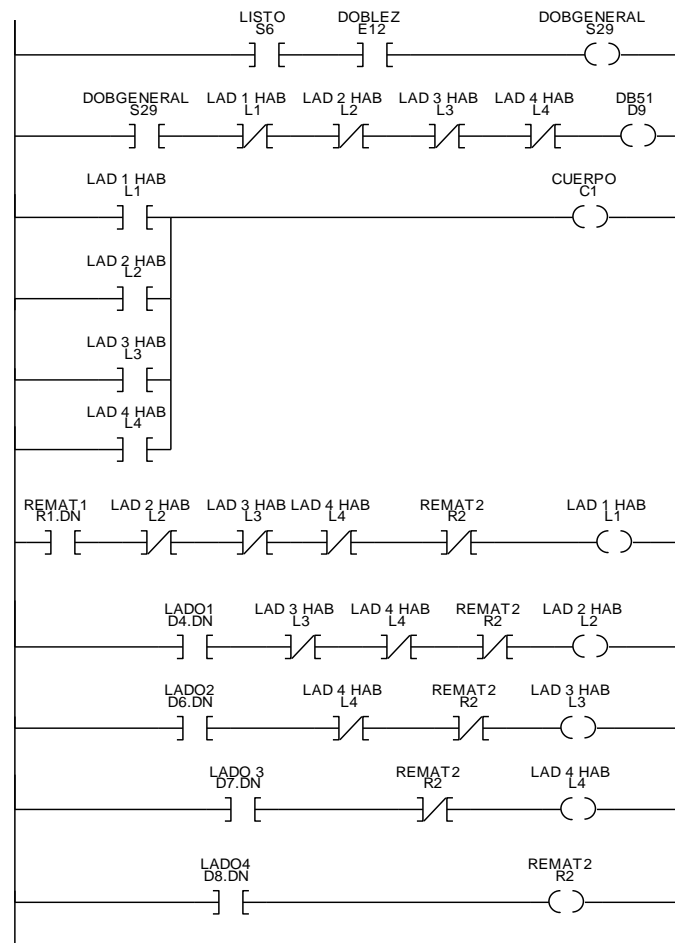 LISTO DOBLEZ DOBGENERAL
S6 E12 S29
DOBGENERAL LAD 1 HAB LAD 2 HAB LAD 3 HAB LAD 4 HAB DB51
S29 L1 L2 L3 L4 D9
LAD 1 HAB CUERPO
L1 C1
LAD 2 HAB
L2
LAD 3 HAB
L3
LAD 4 HAB
L4
REMAT1 LAD 2 HAB LAD 3 HAB LAD 4 HAB REMAT2 LAD 1 HAB
R1.DN L2 L3 L4 R2 L1
LADO1 LAD 3 HAB LAD 4 HAB REMAT2 LAD 2 HAB
D4.DN L3 L4 R2 L2
LADO2 LAD 4 HAB REMAT2 LAD 3 HAB
D6.DN L4 R2 L3
LADO 3 REMAT2 LAD 4 HAB
D7.DN R2 L4
LADO4 REMAT2
D8.DN R2